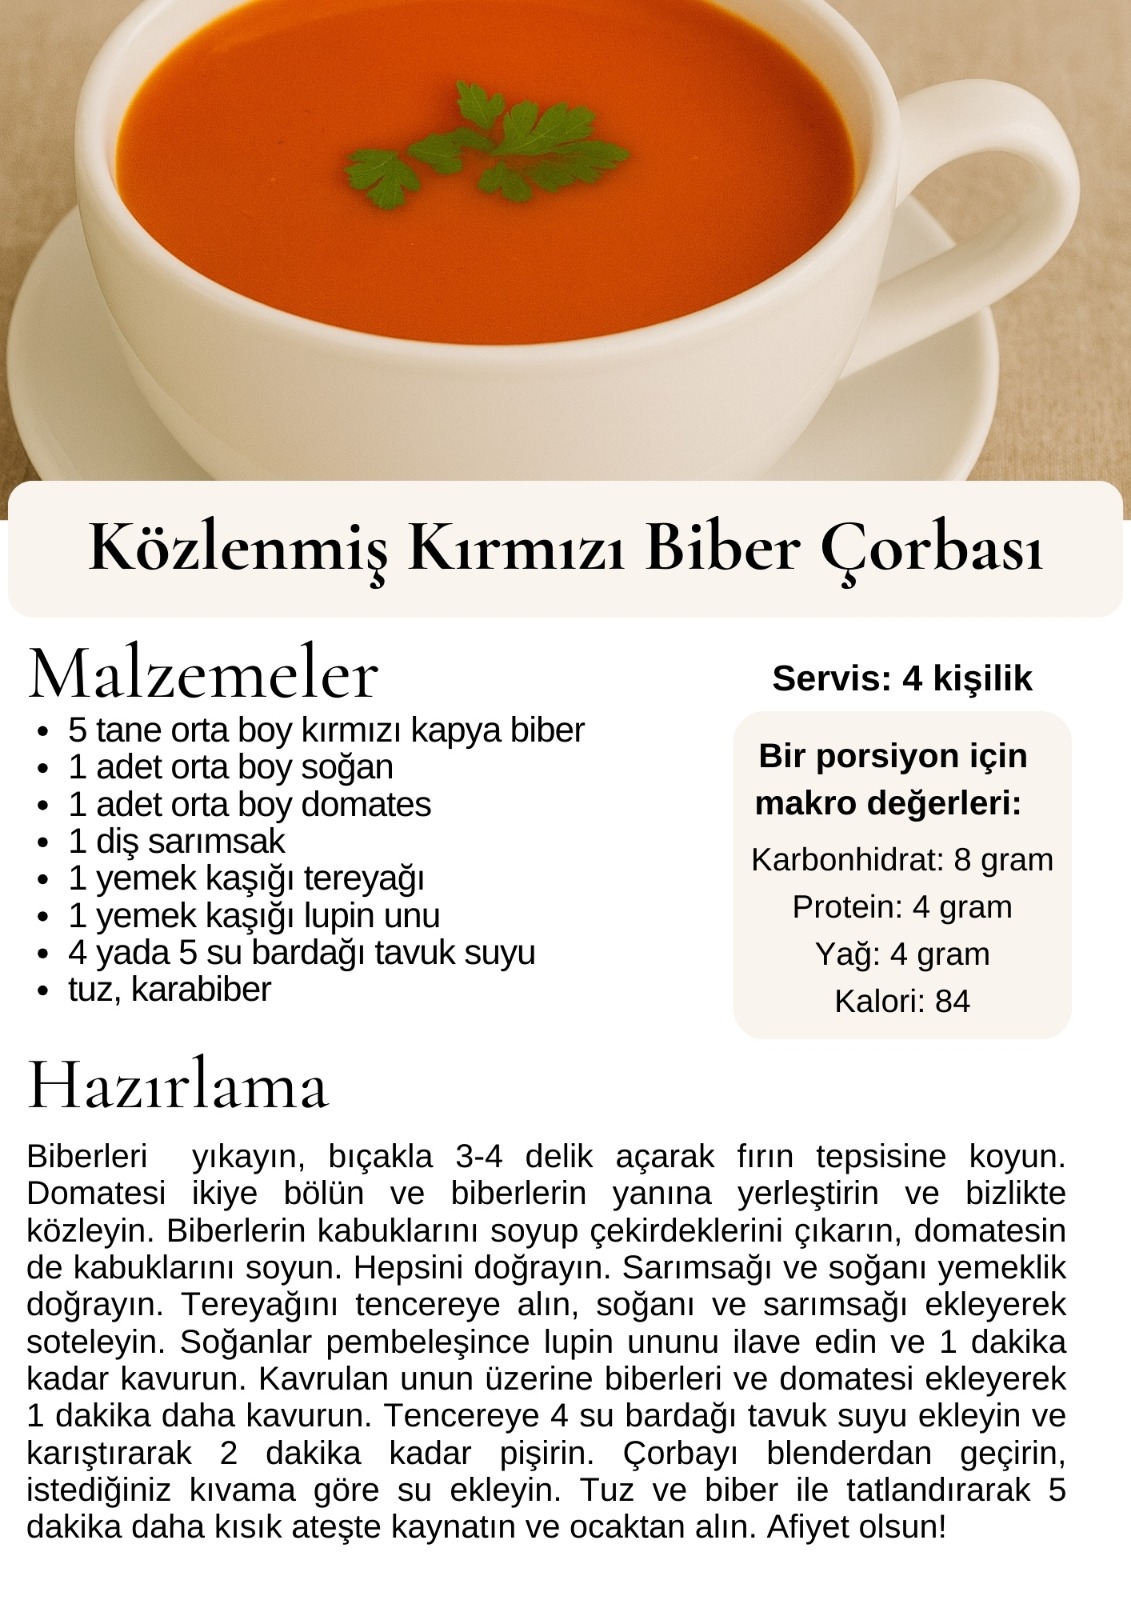 Közlenmiş Kırmızı Biber Çorbası
Malzemeler
• 5 tane orta boy kırmızı kapya biber
• 1 adet orta boy soğan
• 1 adet orta boy domates
• 1 diş sarımsak
• 1 yemek kaşığı tereyağı
• 1 yemek kaşığı lupin unu
• 4 yada 5 su bardağı tavuk suyu
• tuz, karabiber
Servis: 4 kişilik
Bir porsiyon için
makro değerleri:
Karbonhidrat: 8 gram
Protein: 4 gram
Yağ: 4 gram
Kalori: 84
Hazırlama
Biberleri yıkayın, bıçakla 3-4 delik açarak fırın tepsisine koyun.
Domatesi ikiye bölün ve biberlerin yanına yerleştirin ve bizlikte
közleyin. Biberlerin kabuklarını soyup çekirdeklerini çıkarın, domatesin
de kabuklarını soyun. Hepsini doğrayın. Sarımsağı ve soğanı yemeklik
doğrayın. Tereyağını tencereye alın, soğanı ve sarımsağı ekleyerek
soteleyin. Soğanlar pembeleşince lupin ununu ilave edin ve 1 dakika
kadar kavurun. Kavrulan unun üzerine biberleri ve domatesi ekleyerek
1 dakika daha kavurun. Tencereye 4 su bardağı tavuk suyu ekleyin ve
karıştırarak 2 dakika kadar pişirin. Çorbayı blenderdan geçirin,
istediğiniz kıvama göre su ekleyin. Tuz ve biber ile tatlandırarak 5
dakika daha kısık ateşte kaynatın ve ocaktan alın. Afiyet olsun!